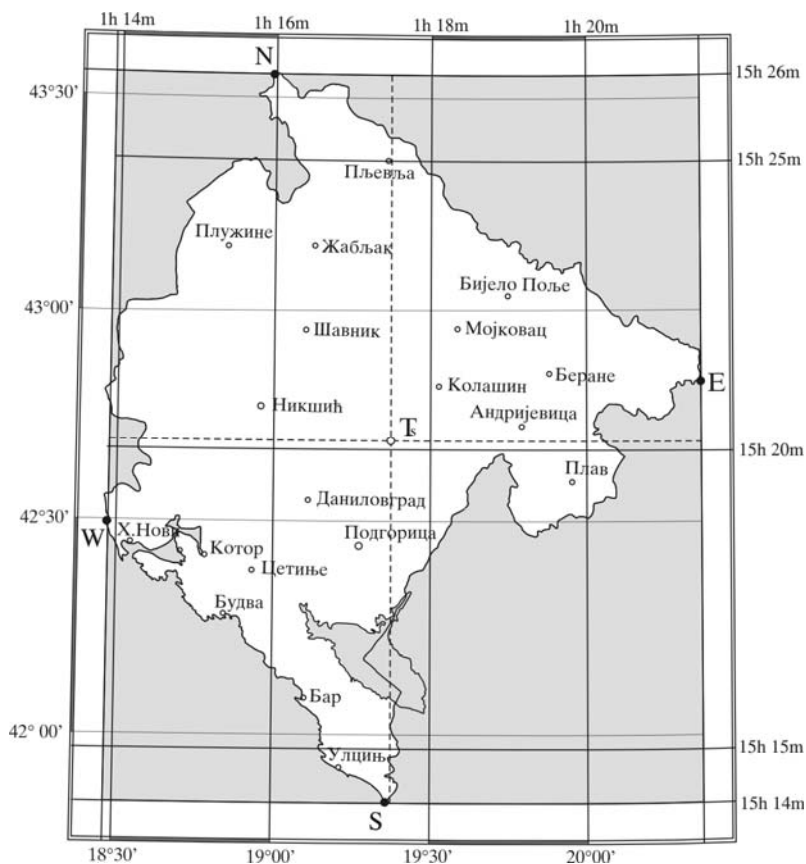 1h 14m 1h 16m 1h 18m 1h 20m
N
15h 26m
43°30’
15h 25m
Пљевља
Плужине Жабљак
Бијело Поље
43°00’
Шавник Мојковац
Беране
Колашин E
Никшић Андријевица
Ts
15h 20m
Плав
Даниловград
42°30’
W Х.Нови Подгорица
Котор
Цетиње
Будва
Бар
42° 00’
15h 15m
Улцињ
15h 14m
S
18°30’ 19°00’ 19°30’ 20°00’